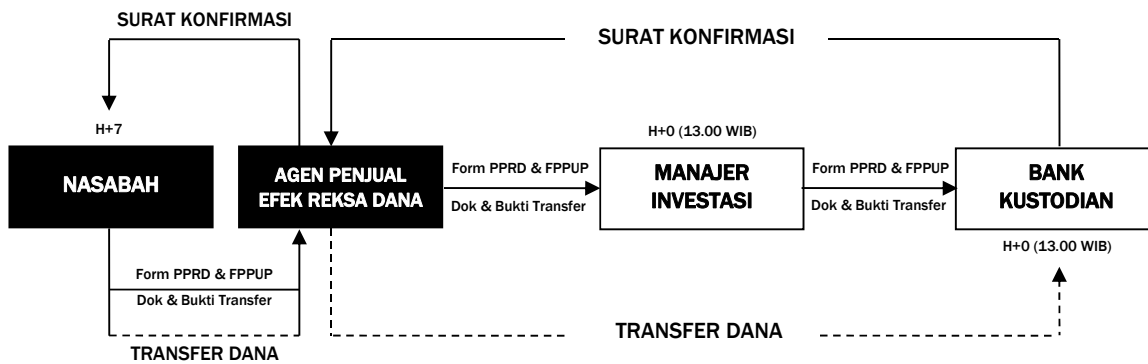 SURAT KONFIRMASI
SURAT KONFIRMASI
H+7
H+0 (13.00 WIB)
NASABAH
AGEN PENJUAL
EFEK REKSA DANA
Form PPRD & FPPUP
Dok & Bukti Transfer
MANAJER
INVESTASI
Form PPRD & FPPUP
Dok & Bukti Transfer
BANK
KUSTODIAN
H+0 (13.00 WIB)
Form PPRD & FPPUP
Dok & Bukti Transfer
TRANSFER DANA
TRANSFER DANA